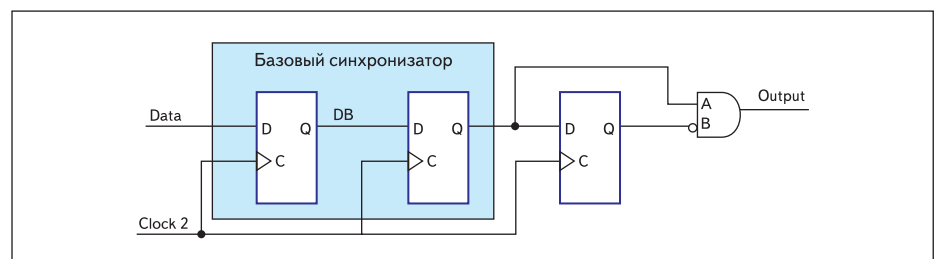 Базовый синхронизатор
Data
D
Q
DB
D
Q
D
Q
A
B
Output
C
C
C
Clock 2